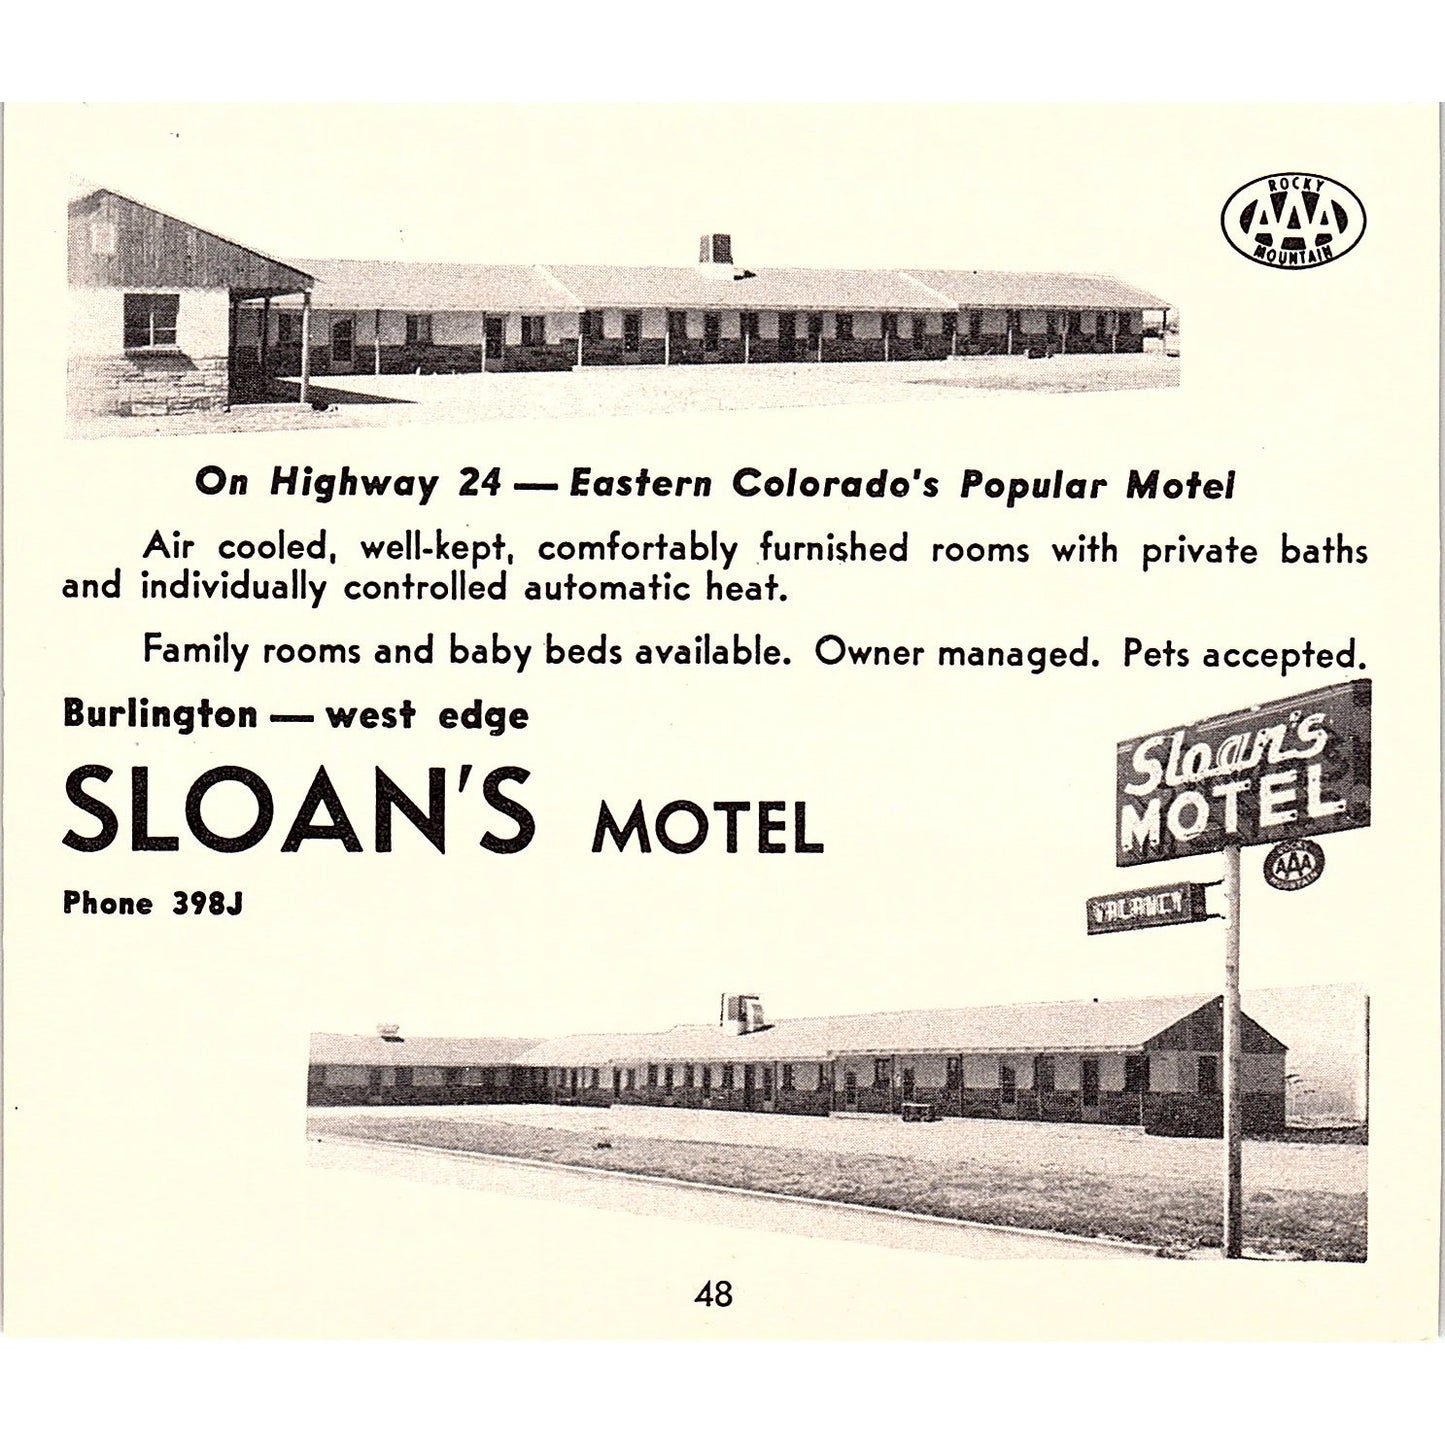 ROCKY
AAA
MOUNTAIN
On Highway 24 — Eastern Colorado's Popular Motel
Air cooled, well-kept, comfortably furnished rooms with private baths
and individually controlled automatic heat.
Family rooms and baby beds available. Owner managed. Pets accepted.
Burlington — west edge
SLOAN'S MOTEL
Phone 398J
Sloan's
MOTEL
ROCKY
AAA
MOUNTAIN
VACANCY
48